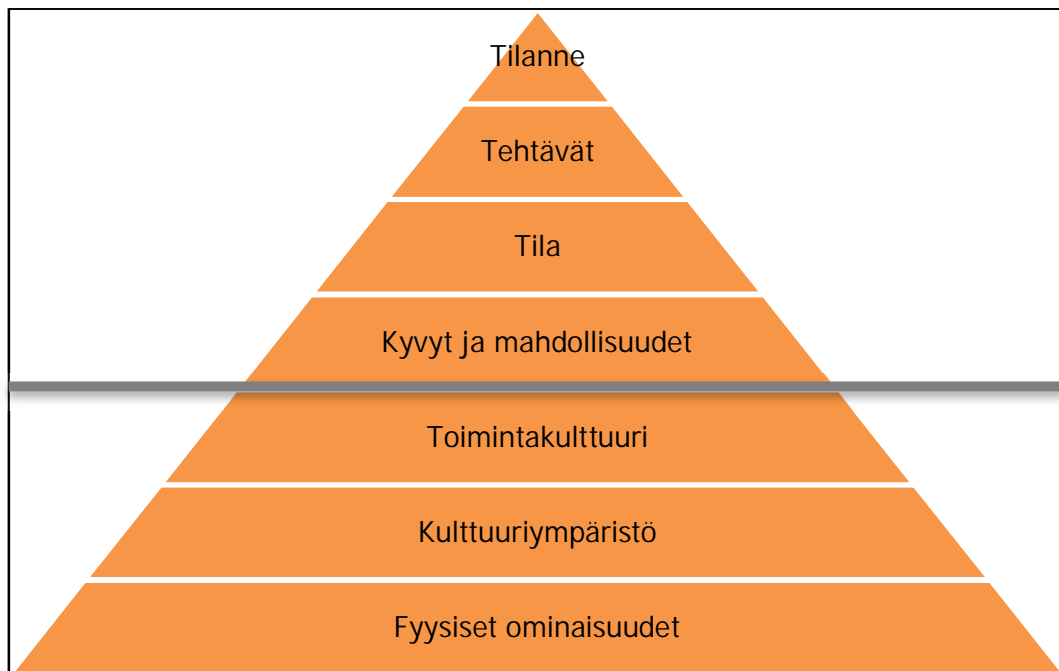 Tilanne
Tehtävät
Tila
Kyvyt ja mahdollisuudet
Toimintakulttuuri
Kulttuuriympäristö
Fyysiset ominaisuudet